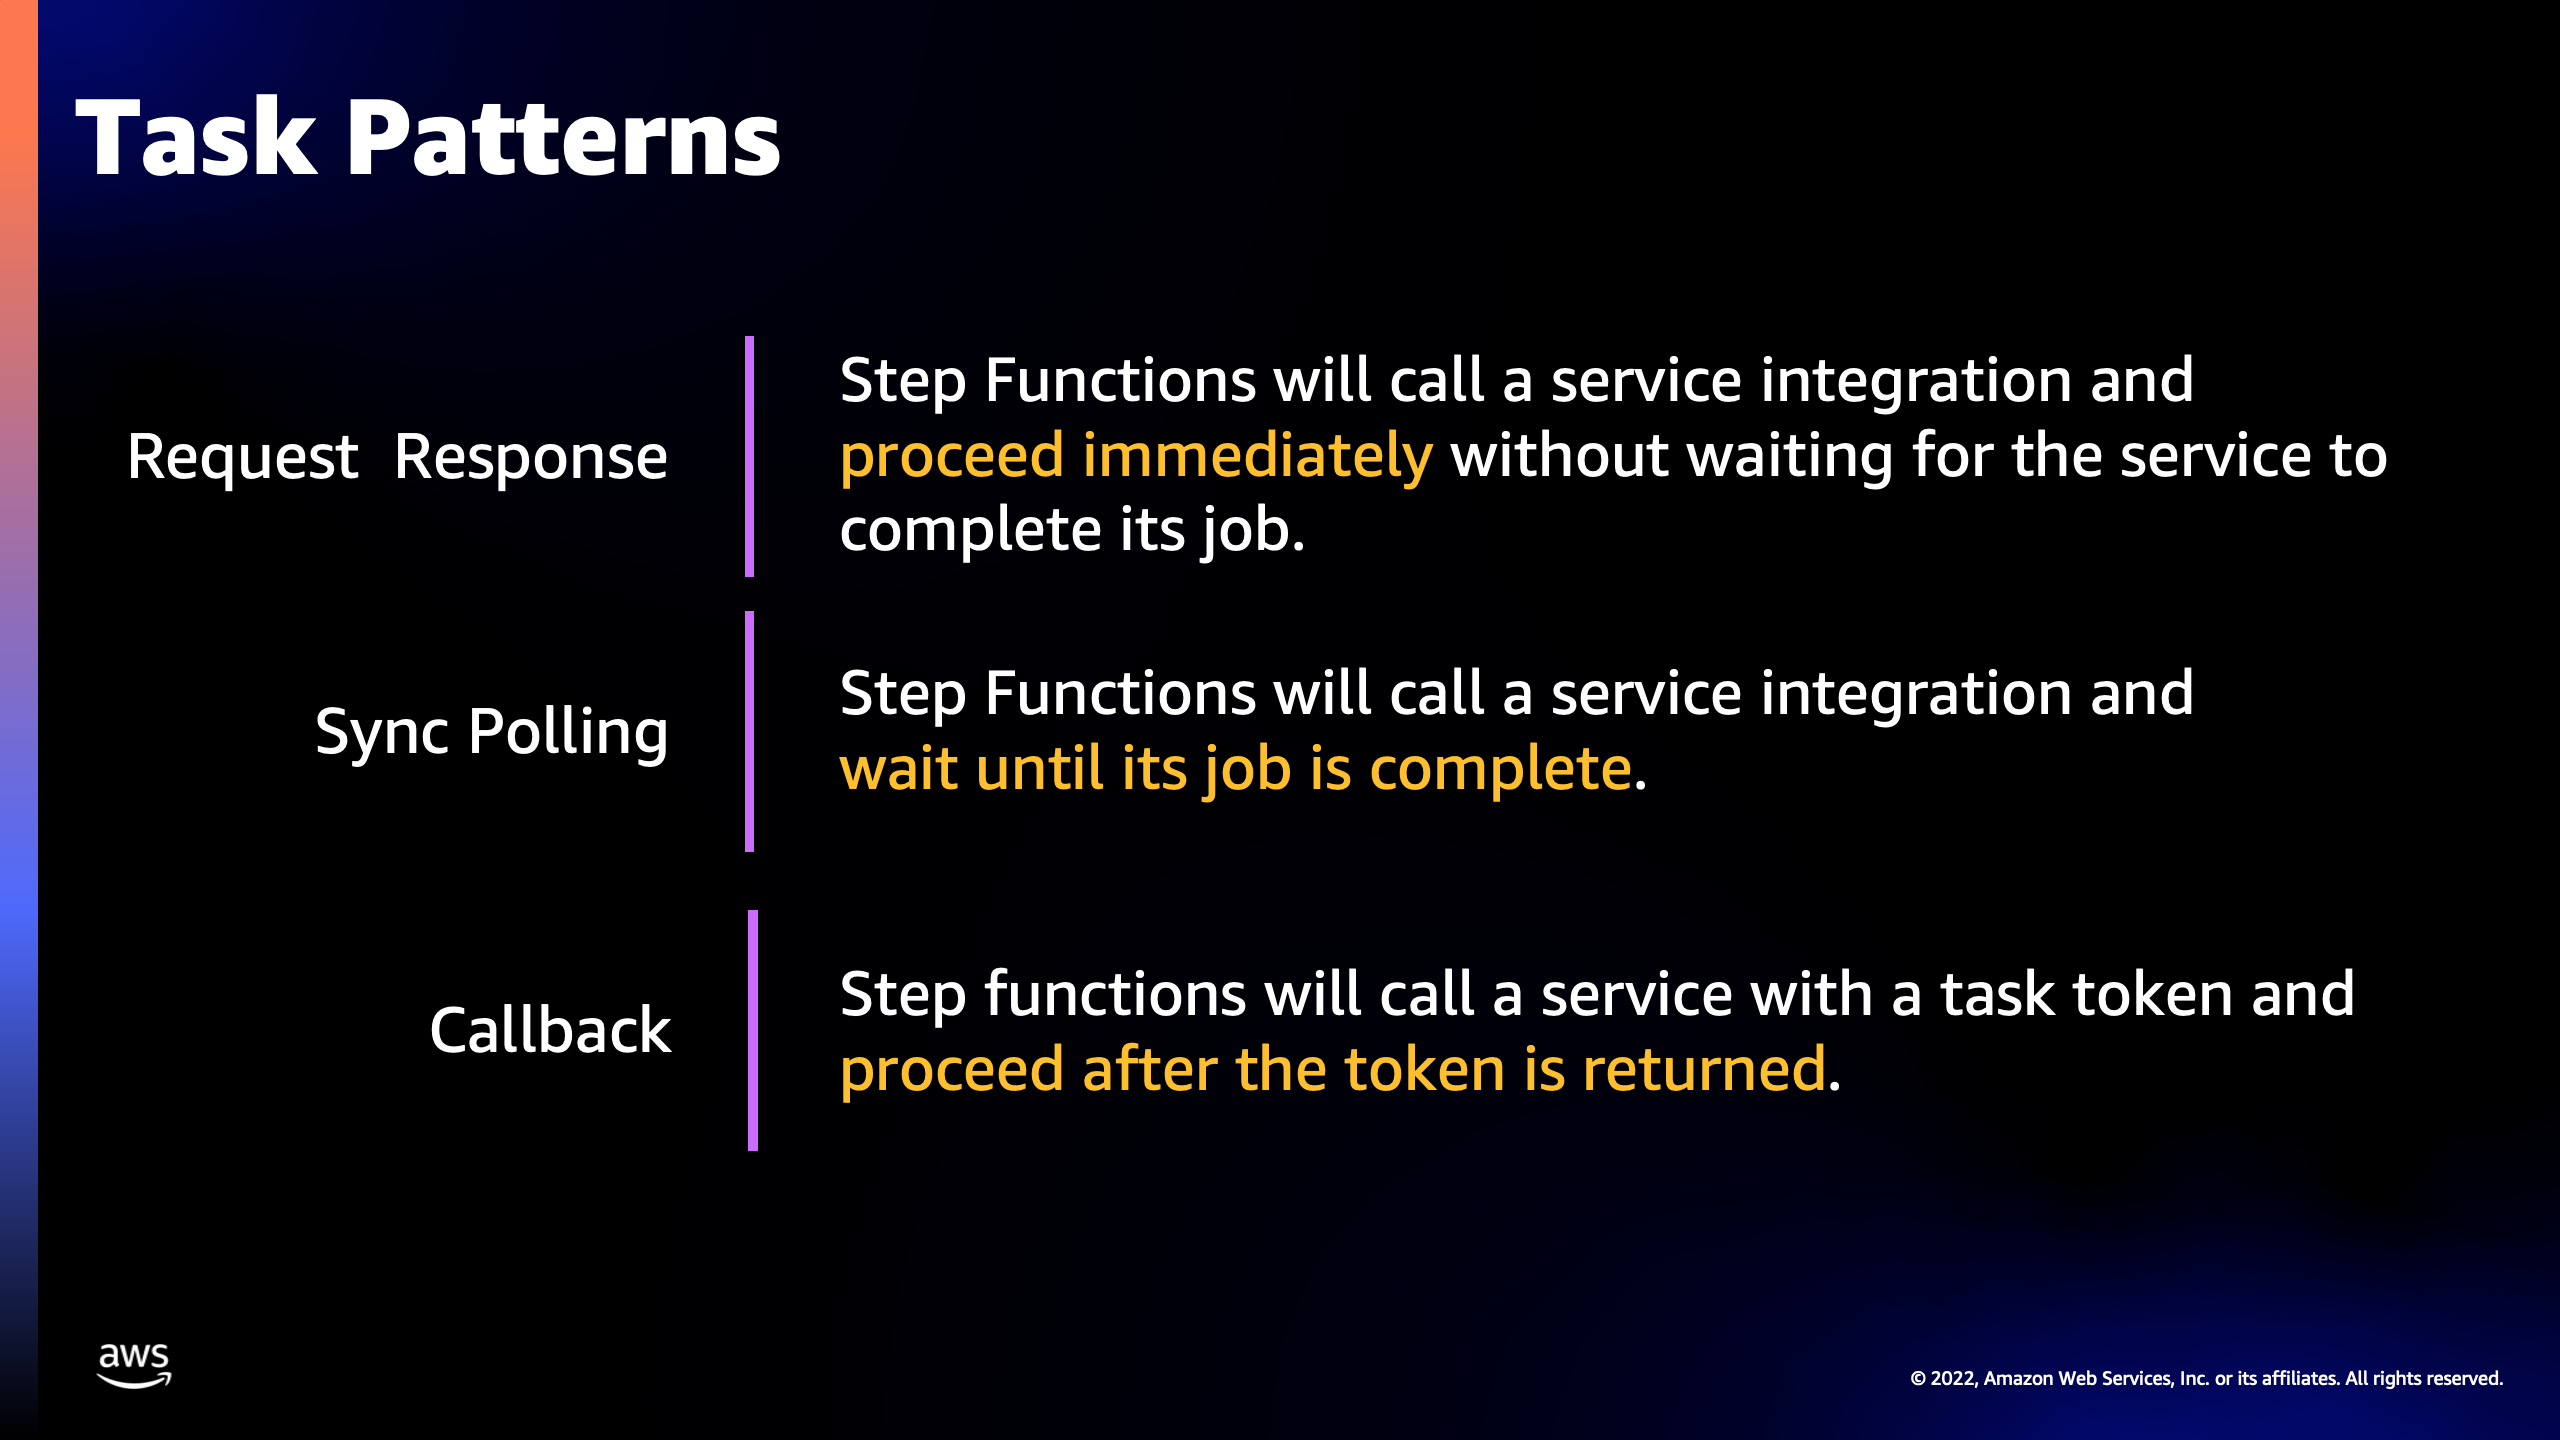 Task Patterns
Request  Response
Step Functions will call a service integration and
proceed immediately without waiting for the service to
complete its job.
Sync Polling
Step Functions will call a service integration and
wait until its job is complete.
Callback
Step functions will call a service with a task token and
proceed after the token is returned.
aws
© 2022, Amazon Web Services, Inc. or its affiliates. All rights reserved.